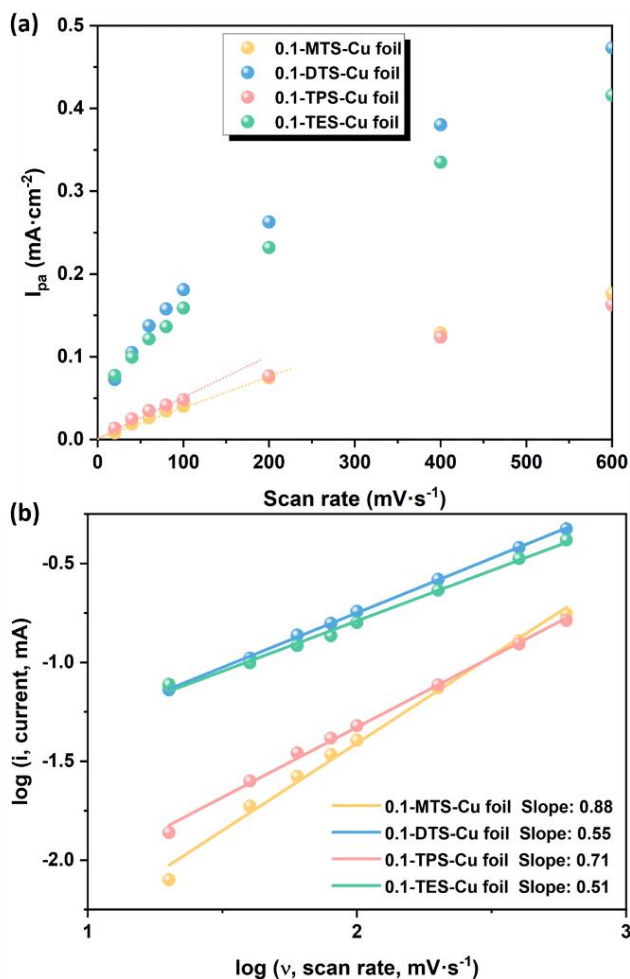 (a)
0.5
0.4
0.3
0.2
0.1
0.0
I_pa (mA·cm⁻²)
0.1-MTS-Cu foil
0.1-DTS-Cu foil
0.1-TPS-Cu foil
0.1-TES-Cu foil
0 100 200 300 400 500 600
Scan rate (mV·s⁻¹)
(b)
-0.5
-1.0
-1.5
-2.0
log (i, current, mA)
0.1-MTS-Cu foil Slope: 0.88
0.1-DTS-Cu foil Slope: 0.55
0.1-TPS-Cu foil Slope: 0.71
0.1-TES-Cu foil Slope: 0.51
1 2 3
log (ν, scan rate, mV·s⁻¹)